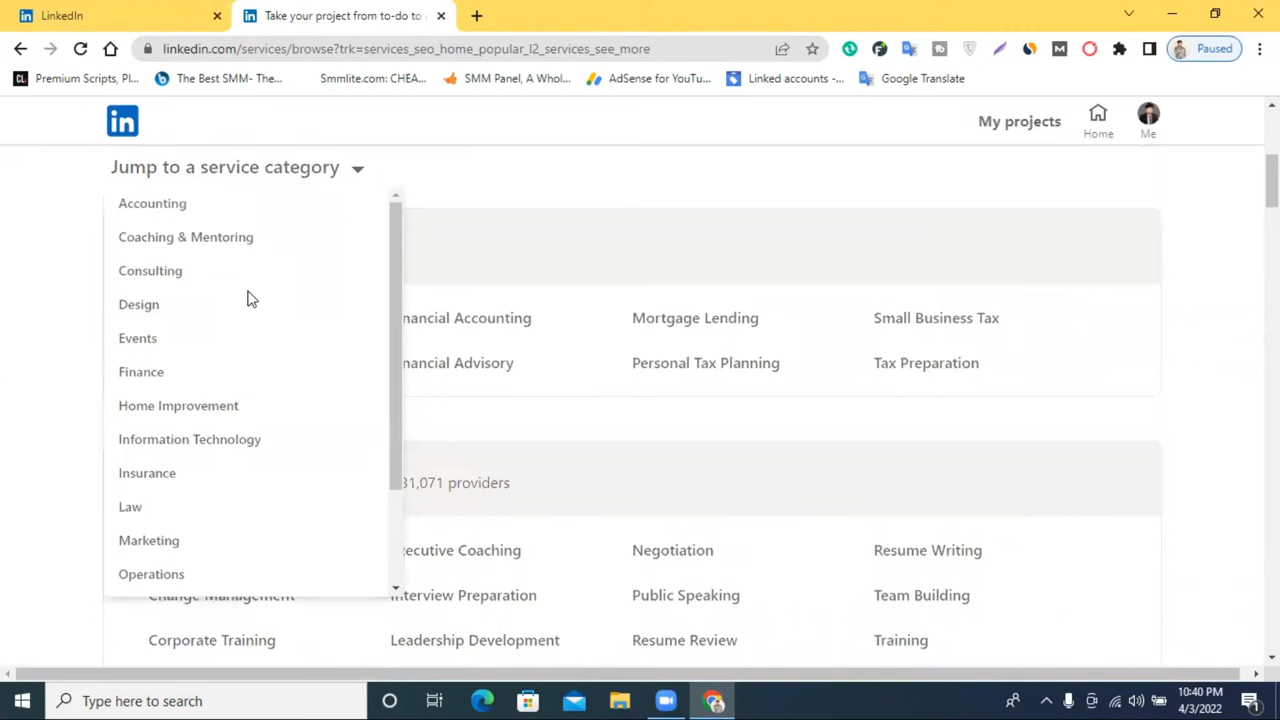 LinkedIn
Take your project from to-do to
linkedin.com/services/browse?trk=services_seo_home_popular_l2_services_see_more
Paused
Premium Scripts, Pl...
The Best SMM- The...
Smmlite.com: CHEA...
SMM Panel, A Whol...
AdSense for YouTu...
Linked accounts -...
Google Translate
in
My projects
Home
Me
Jump to a service category
Accounting
Coaching & Mentoring
Consulting
Design
Events
Finance
Home Improvement
Information Technology
Insurance
Law
Marketing
Operations
nancial Accounting
Mortgage Lending
Small Business Tax
nancial Advisory
Personal Tax Planning
Tax Preparation
31,071 providers
ecutive Coaching
Negotiation
Resume Writing
Change Management
Interview Preparation
Public Speaking
Team Building
Corporate Training
Leadership Development
Resume Review
Training
Type here to search
10:40 PM
4/3/2022